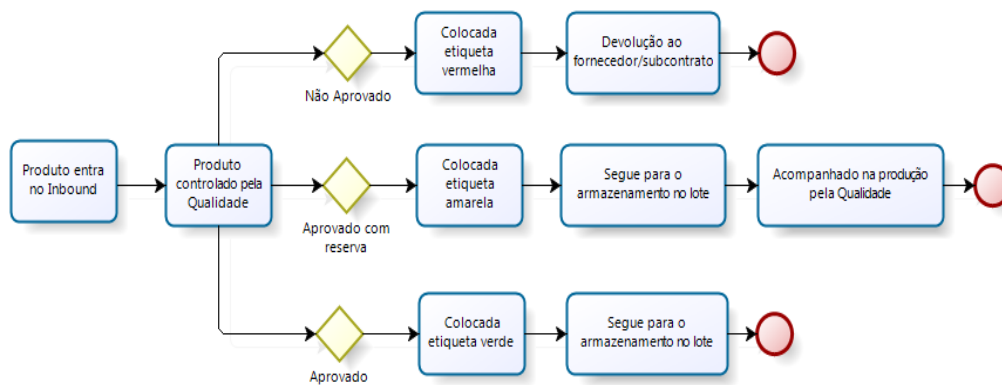 Colocada
etiqueta
vermelha
Devolução ao
fornecedor/subcontrato
Não Aprovado
Produto entra
no Inbound
Produto
controlado pela
Qualidade
Colocada
etiqueta
amarela
Segue para o
armazenamento no lote
Acompanhado na produção
pela Qualidade
Aprovado com
reserva
Colocada
etiqueta verde
Segue para o
armazenamento no lote
Aprovado